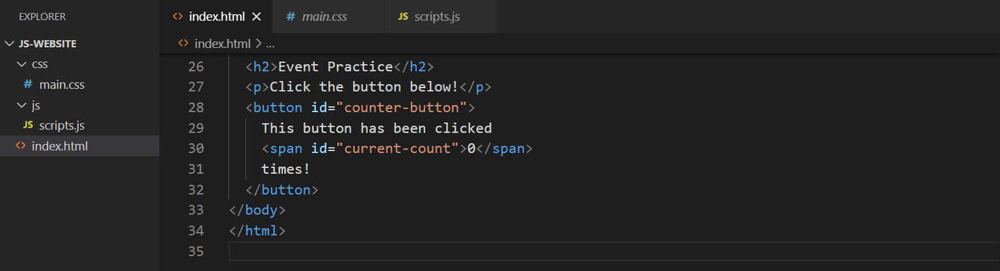 EXPLORER
JS-WEBSITE
css
# main.css
js
JS scripts.js
<> index.html
<> index.html ×
# main.css
JS scripts.js
<> index.html > ...
26 <h2>Event Practice</h2>
27 <p>Click the button below!</p>
28 <button id="counter-button">
29 This button has been clicked
30 <span id="current-count">0</span>
31 times!
32 </button>
33 </body>
34 </html>
35